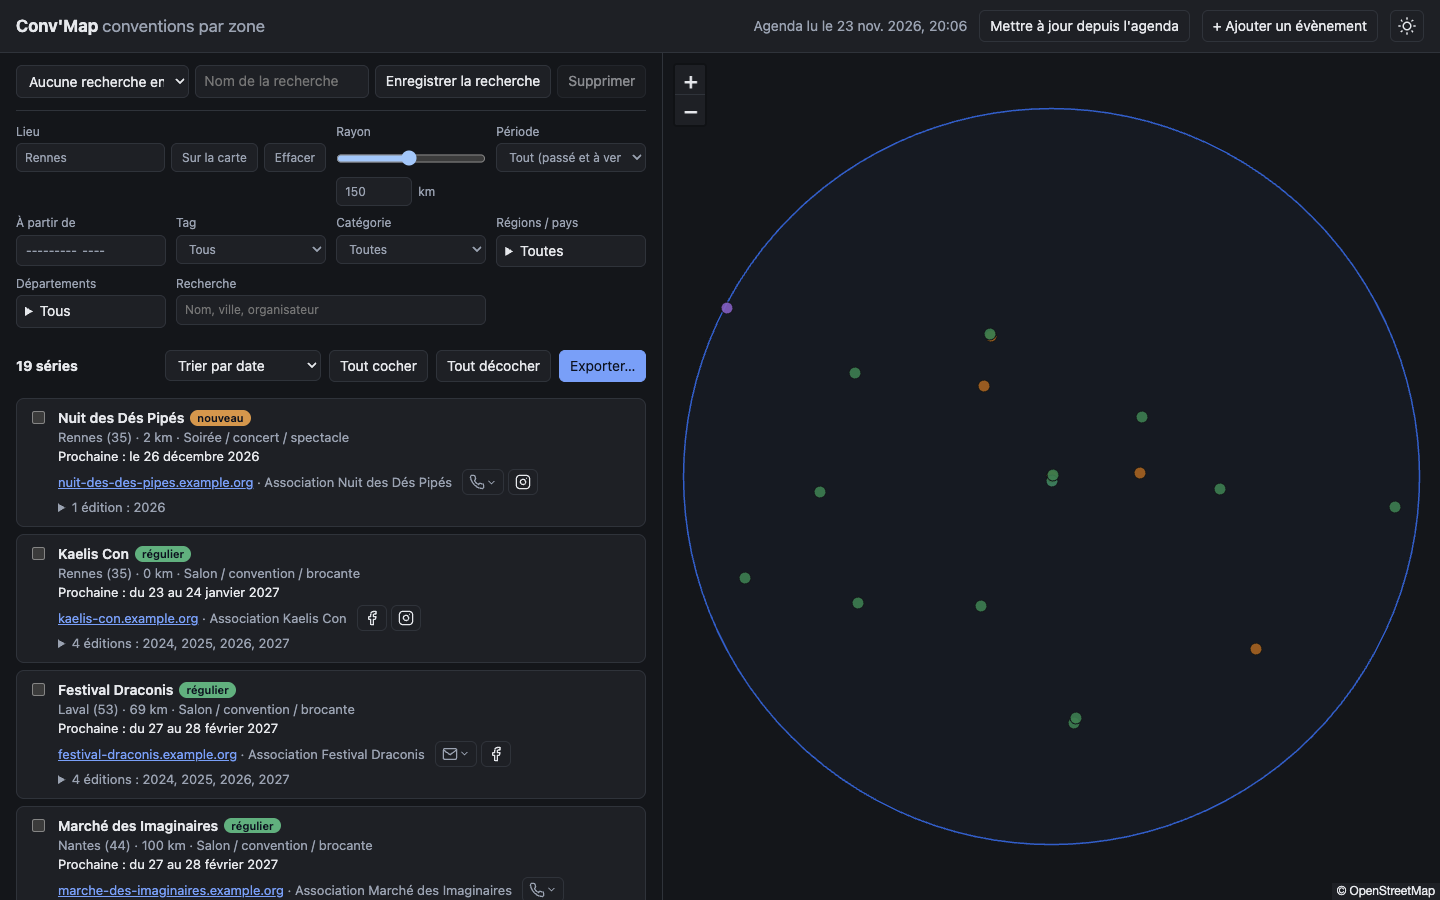 Conv'Map conventions par zone
Agenda lu le 23 nov. 2026, 20:06
Mettre à jour depuis l'agenda
+ Ajouter un évènement
Aucune recherche en
Nom de la recherche
Enregistrer la recherche
Supprimer
Lieu
Rennes
Sur la carte
Effacer
Rayon
150
km
Période
Tout (passé et à ver
À partir de
--------- ----
Tag
Tous
Catégorie
Toutes
Régions / pays
Toutes
Départements
Tous
Recherche
Nom, ville, organisateur
19 séries
Trier par date
Tout cocher
Tout décocher
Exporter...
Nuit des Dés Pipés nouveau
Rennes (35) · 2 km · Soirée / concert / spectacle
Prochaine : le 26 décembre 2026
nuit-des-des-pipes.example.org · Association Nuit des Dés Pipés
1 édition : 2026
Kaelis Con régulier
Rennes (35) · 0 km · Salon / convention / brocante
Prochaine : du 23 au 24 janvier 2027
kaelis-con.example.org · Association Kaelis Con
4 éditions : 2024, 2025, 2026, 2027
Festival Draconis régulier
Laval (53) · 69 km · Salon / convention / brocante
Prochaine : du 27 au 28 février 2027
festival-draconis.example.org · Association Festival Draconis
4 éditions : 2024, 2025, 2026, 2027
Marché des Imaginaires régulier
Nantes (44) · 100 km · Salon / convention / brocante
Prochaine : du 27 au 28 février 2027
marche-des-imaginaires.example.org · Association Marché des Imaginaires
+
−
© OpenStreetMap